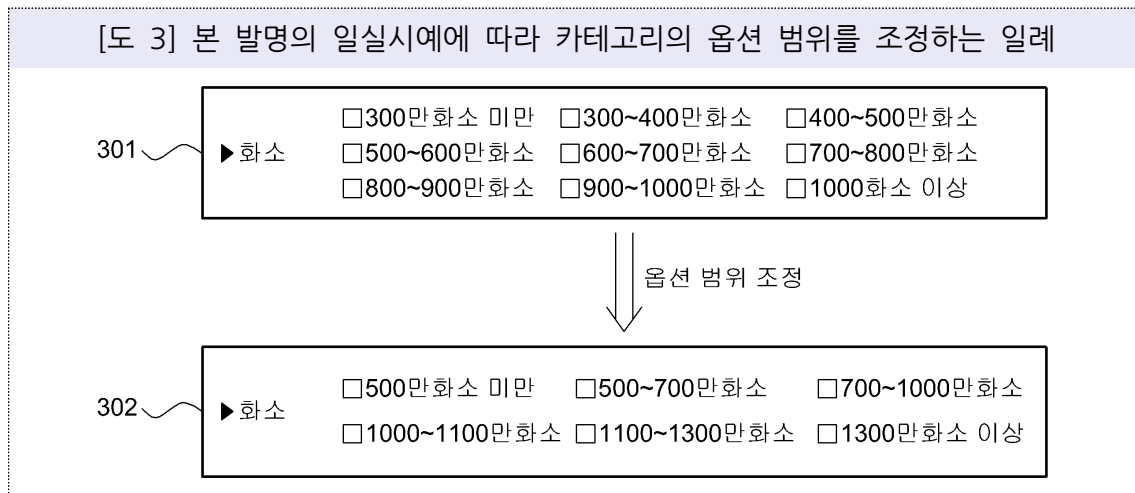 [도 3] 본 발명의 일실시예에 따라 카테고리의 옵션 범위를 조정하는 일례
□300만화소 미만 □300~400만화소 □400~500만화소
301 ▶화소 □500~600만화소 □600~700만화소 □700~800만화소
□800~900만화소 □900~1000만화소 □1000화소 이상
옵션 범위 조정
□500만화소 미만 □500~700만화소 □700~1000만화소
302 ▶화소
□1000~1100만화소 □1100~1300만화소 □1300만화소 이상